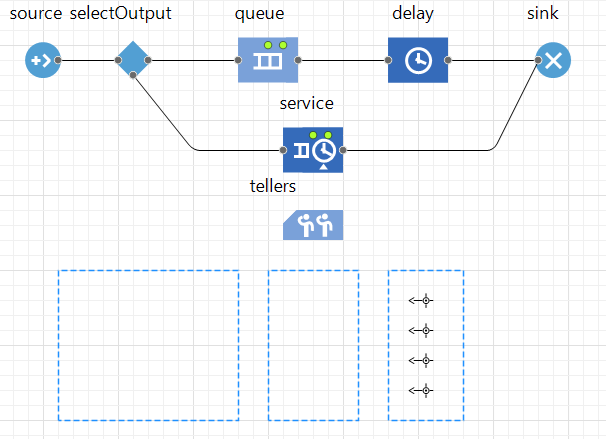 source selectOutput queue delay sink
service
tellers